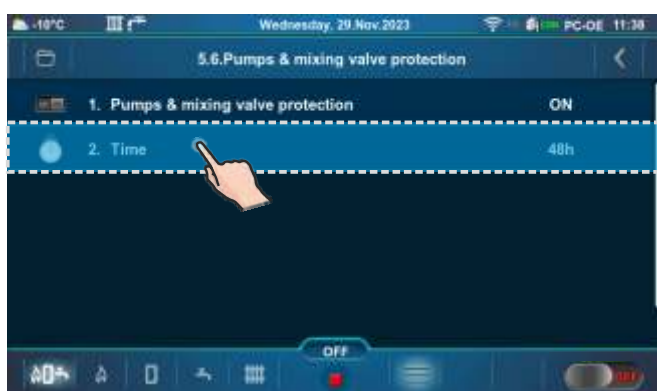 -10°C Wednesday, 29.Nov.2023 PC-OE 11:38
5.6.Pumps & mixing valve protection
1. Pumps & mixing valve protection ON
2. Time 48h
OFF
OFF